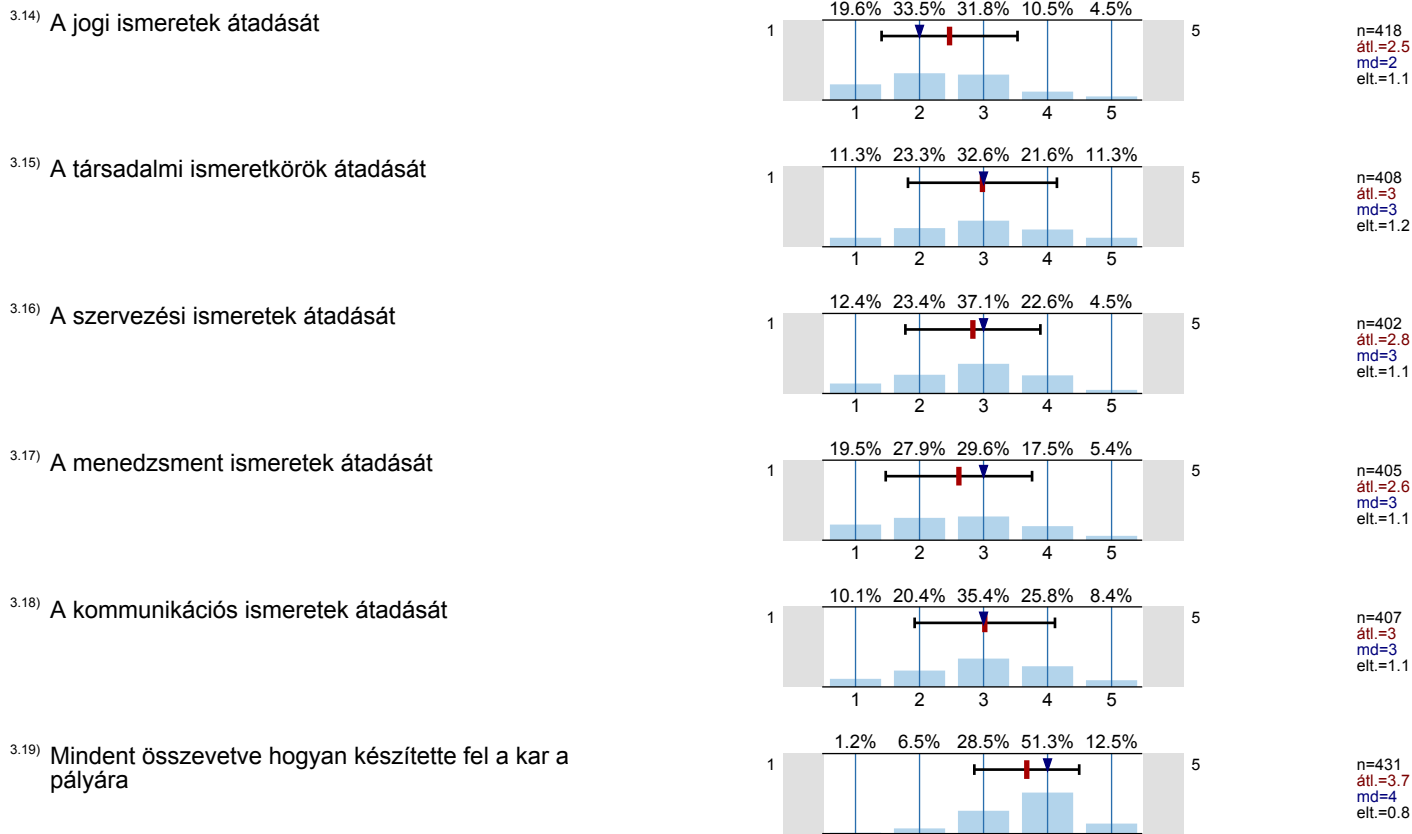 3.14) A jogi ismeretek átadását
19.6% 33.5% 31.8% 10.5% 4.5%
1 5
1 2 3 4 5
n=418
átl.=2.5
md=2
elt.=1.1
3.15) A társadalmi ismeretkörök átadását
11.3% 23.3% 32.6% 21.6% 11.3%
1 5
1 2 3 4 5
n=408
átl.=3
md=3
elt.=1.2
3.16) A szervezési ismeretek átadását
12.4% 23.4% 37.1% 22.6% 4.5%
1 5
1 2 3 4 5
n=402
átl.=2.8
md=3
elt.=1.1
3.17) A menedzsment ismeretek átadását
19.5% 27.9% 29.6% 17.5% 5.4%
1 5
1 2 3 4 5
n=405
átl.=2.6
md=3
elt.=1.1
3.18) A kommunikációs ismeretek átadását
10.1% 20.4% 35.4% 25.8% 8.4%
1 5
1 2 3 4 5
n=407
átl.=3
md=3
elt.=1.1
3.19) Mindent összevetve hogyan készítette fel a kar a
pályára
1.2% 6.5% 28.5% 51.3% 12.5%
1 5
n=431
átl.=3.7
md=4
elt.=0.8